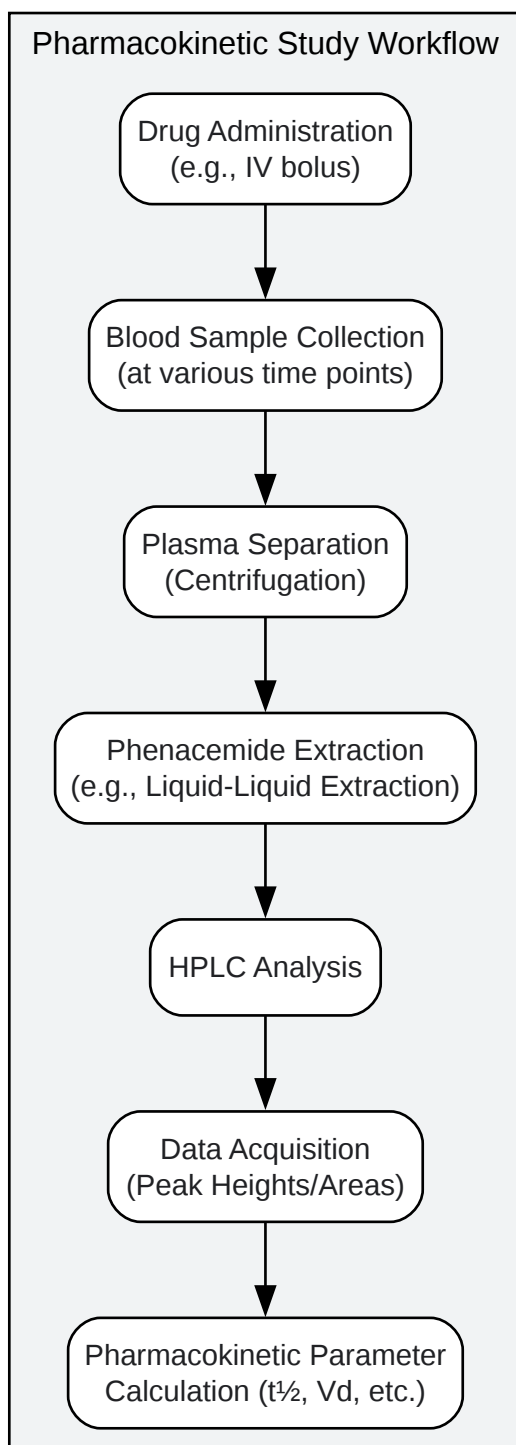 Pharmacokinetic Study Workflow
Drug Administration
(e.g., IV bolus)
Blood Sample Collection
(at various time points)
Plasma Separation
(Centrifugation)
Phenacemide Extraction
(e.g., Liquid-Liquid Extraction)
HPLC Analysis
Data Acquisition
(Peak Heights/Areas)
Pharmacokinetic Parameter
Calculation (t½, Vd, etc.)